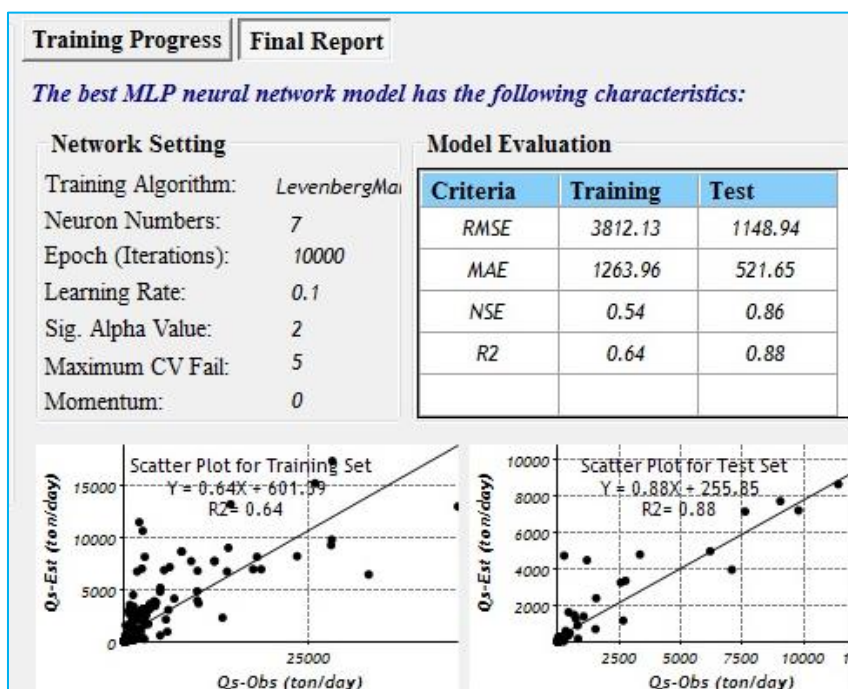 Training Progress Final Report
The best MLP neural network model has the following characteristics:
Network Setting
Training Algorithm: LevenbergMar
Neuron Numbers: 7
Epoch (Iterations): 10000
Learning Rate: 0.1
Sig. Alpha Value: 2
Maximum CV Fail: 5
Momentum: 0
Model Evaluation
Criteria Training Test
RMSE 3812.13 1148.94
MAE 1263.96 521.65
NSE 0.54 0.86
R2 0.64 0.88
Scatter Plot for Training Set
Y = 0.64X + 601.39
R2= 0.64
Qs-Est (ton/day)
15000
10000
5000
0
25000
Qs-Obs (ton/day)
Scatter Plot for Test Set
Y = 0.88X + 255.85
R2= 0.88
Qs-Est (ton/day)
10000
8000
6000
4000
2000
2500 5000 7500 10000 1
Qs-Obs (ton/day)